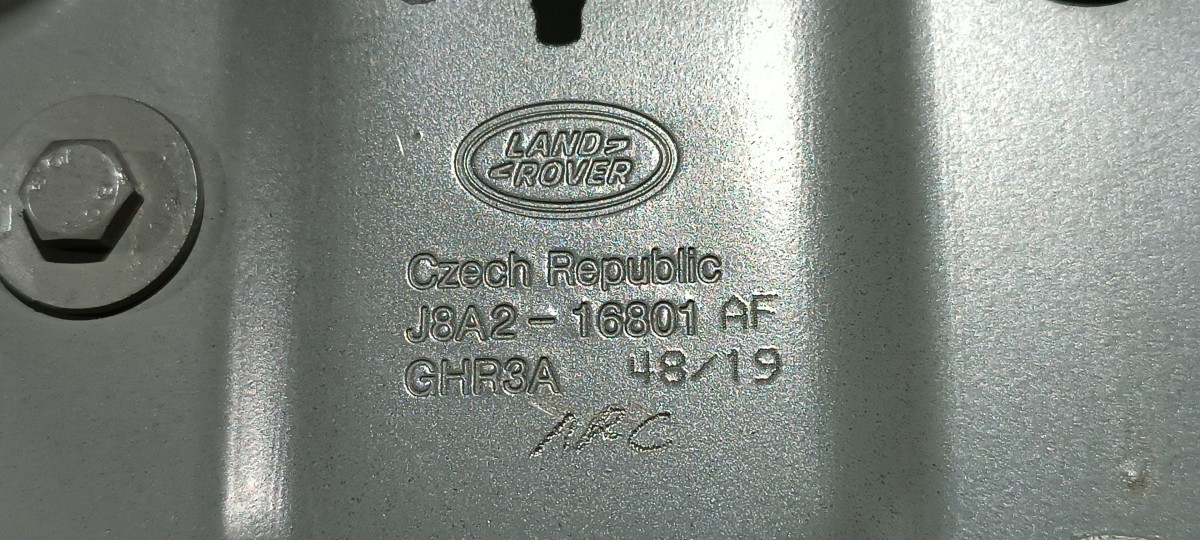 LAND
ROVER
Czech Republic
J8A2-16801 AF
GHR3A 48/19